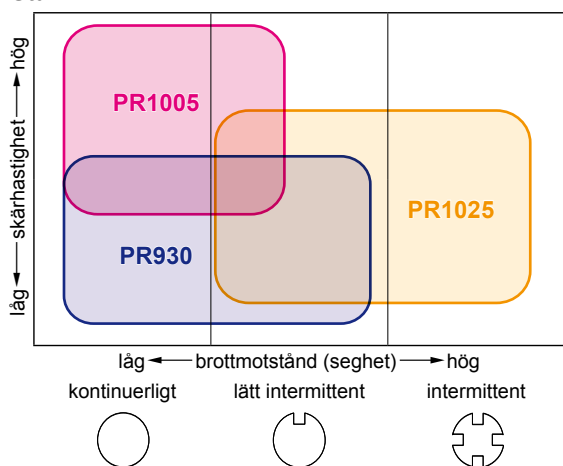 hög
PR1005
skärhastighet
PR1025
PR930
låg
låg brottmotstånd (seghet) hög
kontinuerligt lätt intermittent intermittent